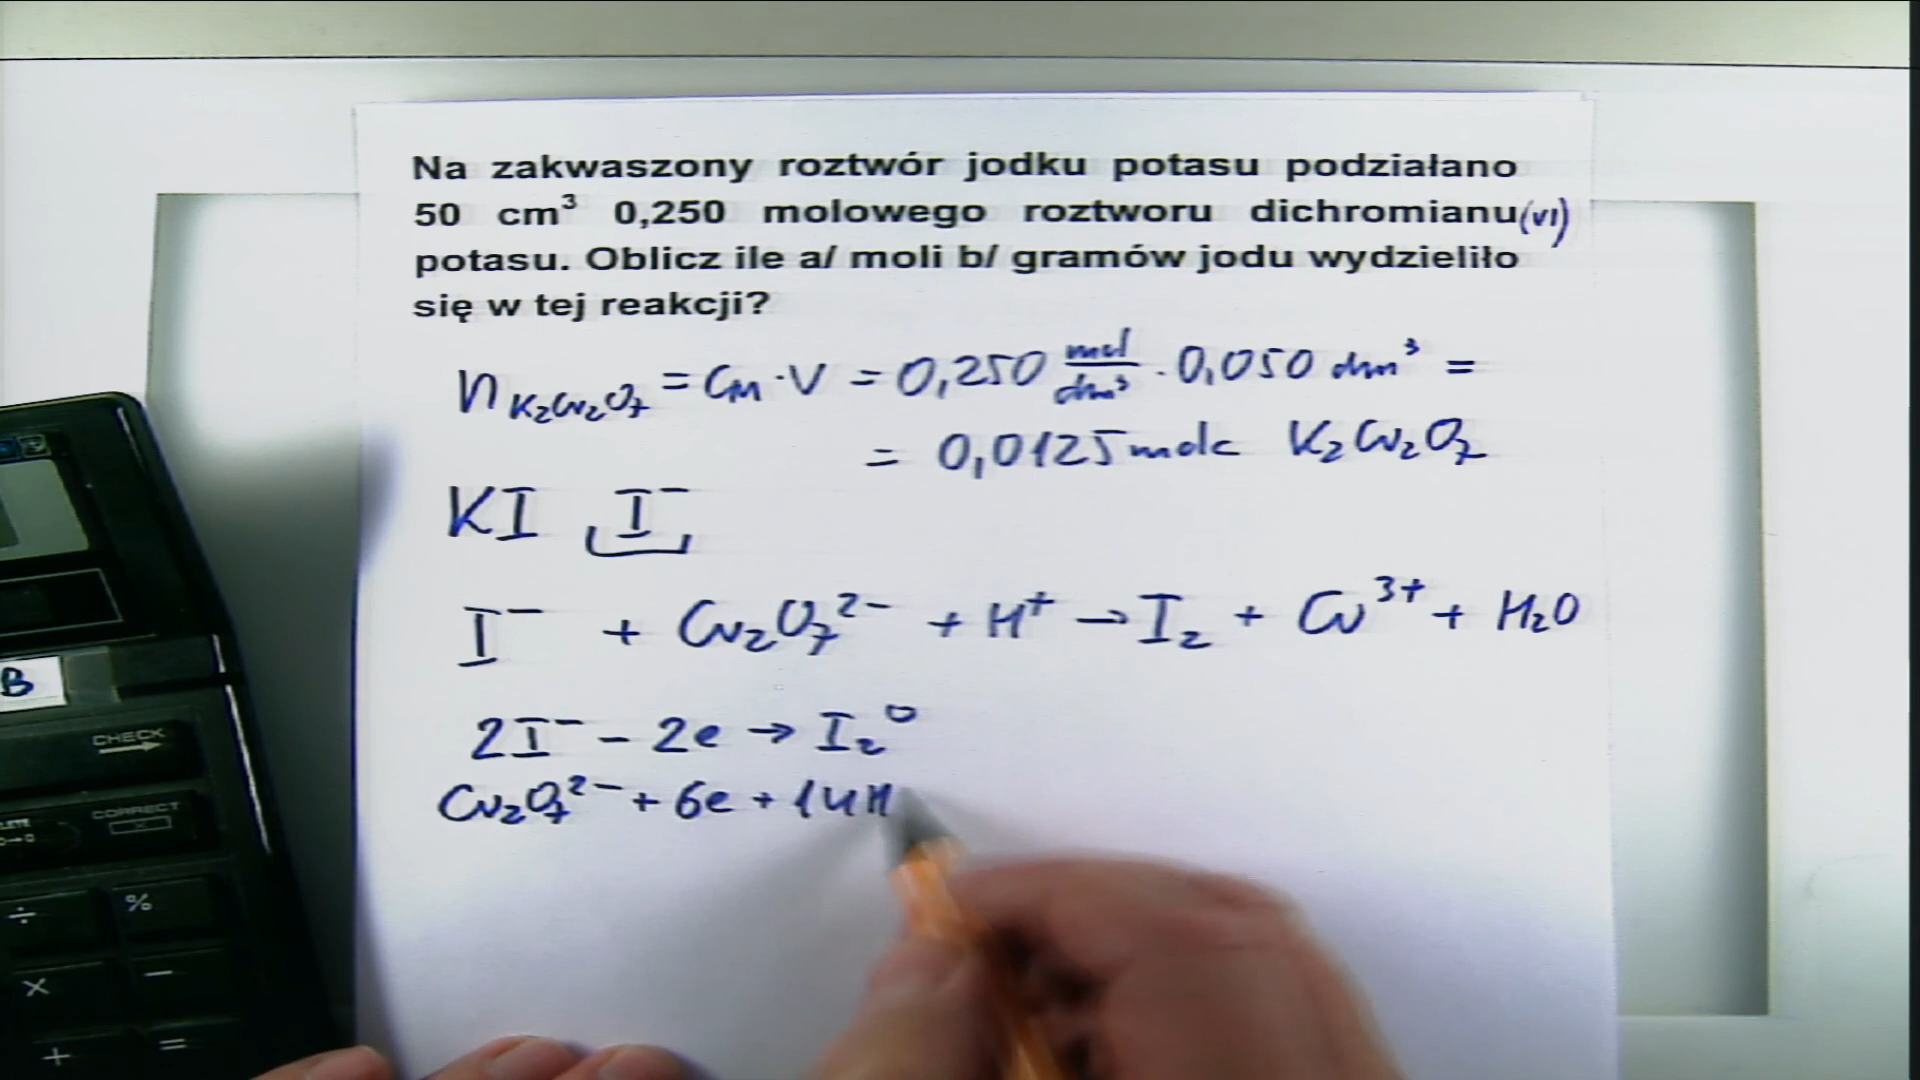 Na zakwaszony roztwór jodku potasu podziałano
50 cm³ 0,250 molowego roztworu dichromianu(VI)
potasu. Oblicz ile a/ moli b/ gramów jodu wydzieliło
się w tej reakcji?
n K₂Cr₂O₇ = Cm · V = 0,250 mol/dm³ · 0,050 dm³ =
= 0,0125 mola K₂Cr₂O₇
KI I⁻
I⁻ + Cr₂O₇²⁻ + H⁺ → I₂ + Cr³⁺ + H₂O
2I⁻ - 2e → I₂⁰
Cr₂O₇²⁻ + 6e + 14H
B
CHECK
CORRECT
÷ %
× −
+ =